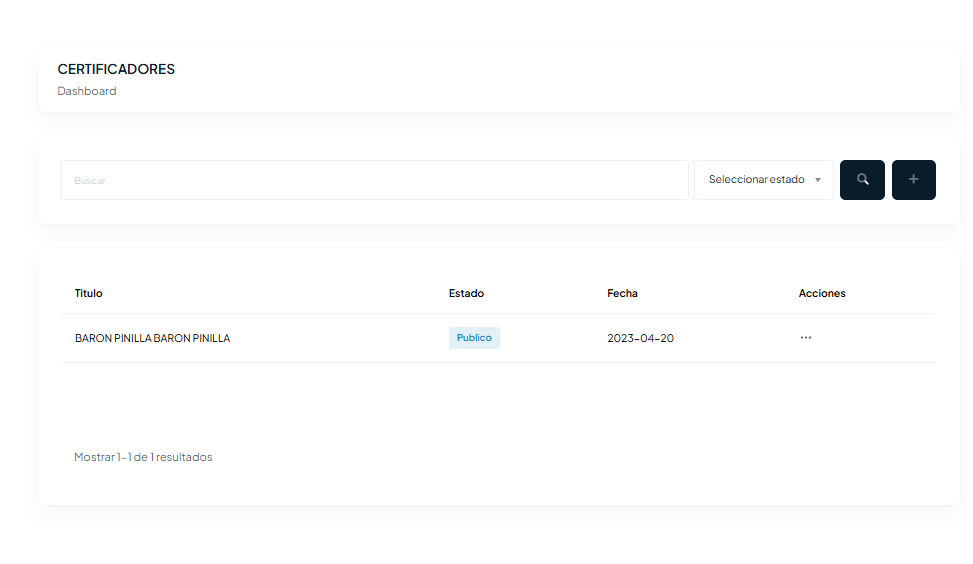 CERTIFICADORES
Dashboard
Buscar
Seleccionar estado
Titulo Estado Fecha Acciones
BARON PINILLA BARON PINILLA Publico 2023-04-20 ...
Mostrar 1-1 de 1 resultados